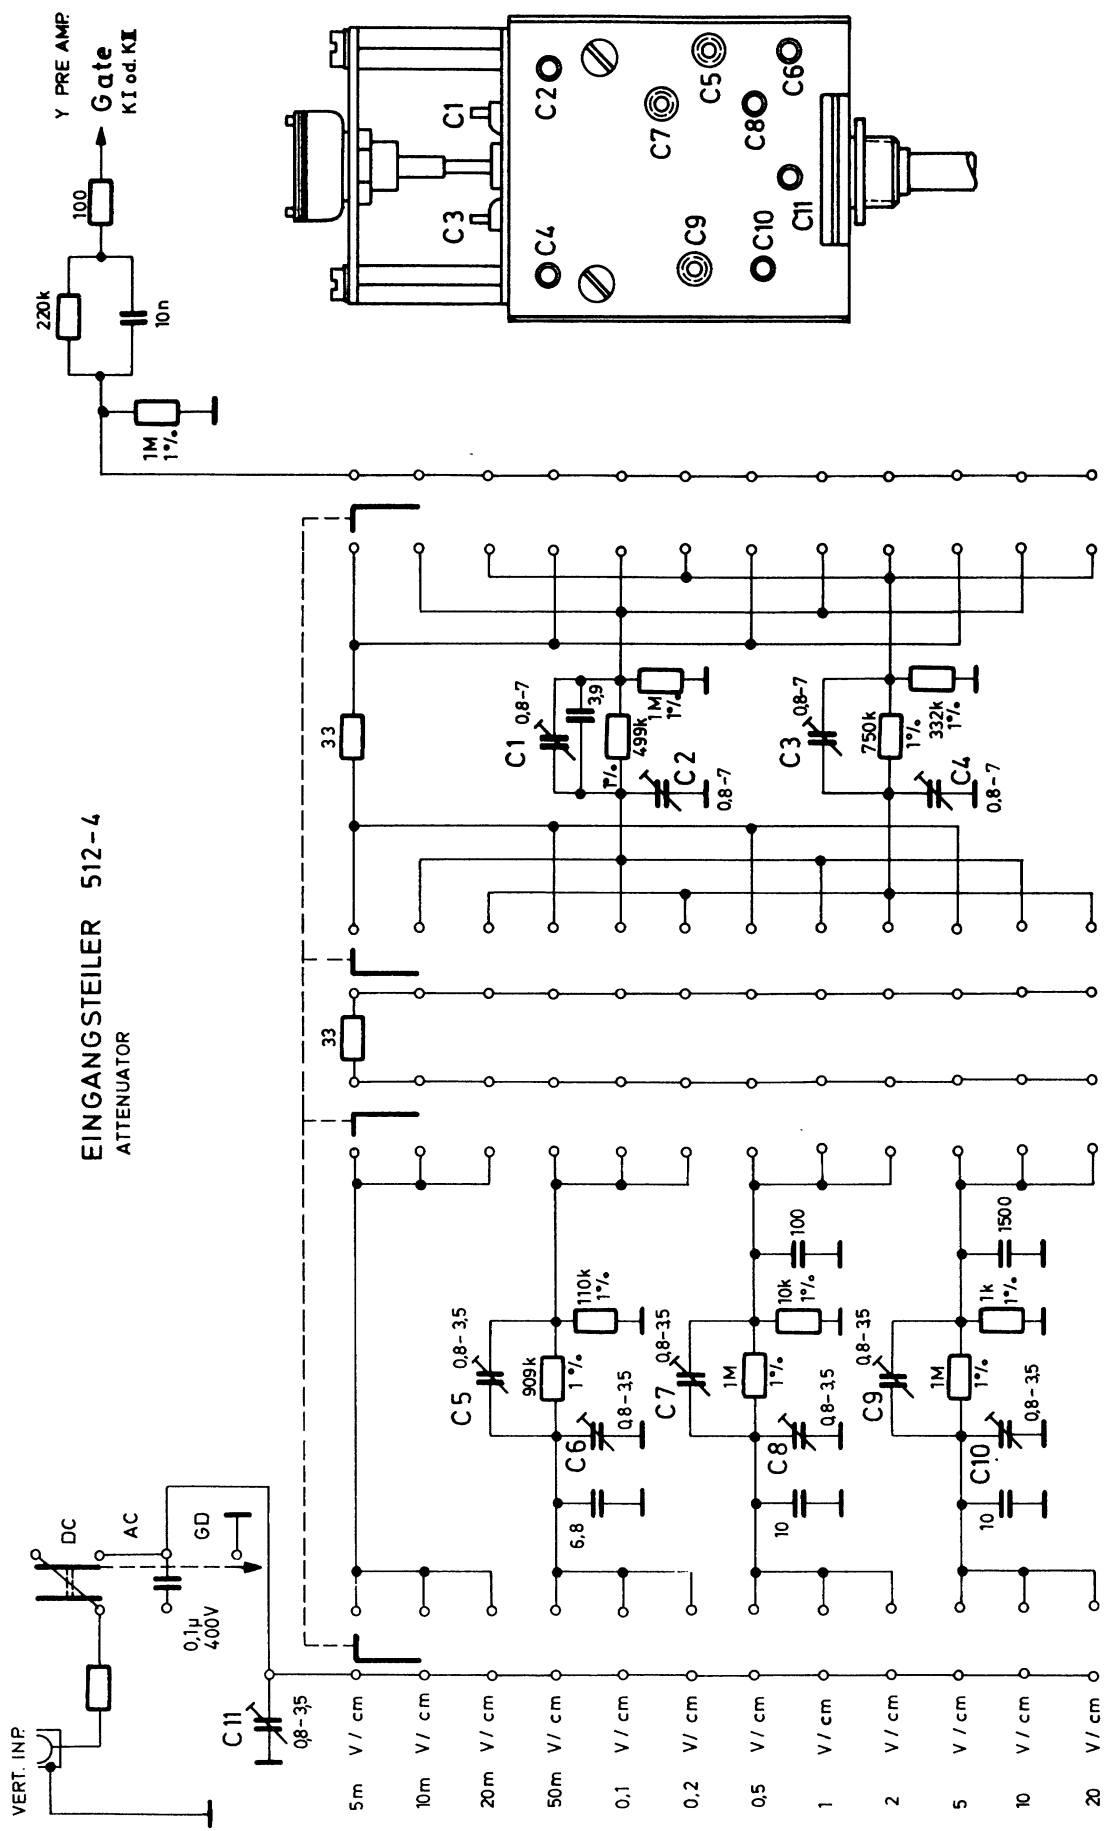 EINGANGSTEILER 512-4
ATTENUATOR
VERT. INP.
DC
AC
GD
0,1µ
400V
C11
0,8-3,5
Y PRE AMP.
Gate
KI od. KII
100
220k
10n
1M
1%
33
33
C1
0,8-7
3,9
499k
1%
1M
1%
C2
0,8-7
C3
0,8-7
750k
1%
332k
1%
C4
0,8-7
C5
0,8-3,5
909k
1%
110k
1%
C6
0,8-3,5
6,8
C7
0,8-3,5
1M
1%
10k
1%
100
C8
0,8-3,5
10
C9
0,8-3,5
1M
1%
1k
1%
1500
C10
0,8-3,5
10
5m V/cm
10m V/cm
20m V/cm
50m V/cm
0,1 V/cm
0,2 V/cm
0,5 V/cm
1 V/cm
2 V/cm
5 V/cm
10 V/cm
20 V/cm
C3
C1
C4
C2
C7
C5
C9
C8
C6
C10
C11